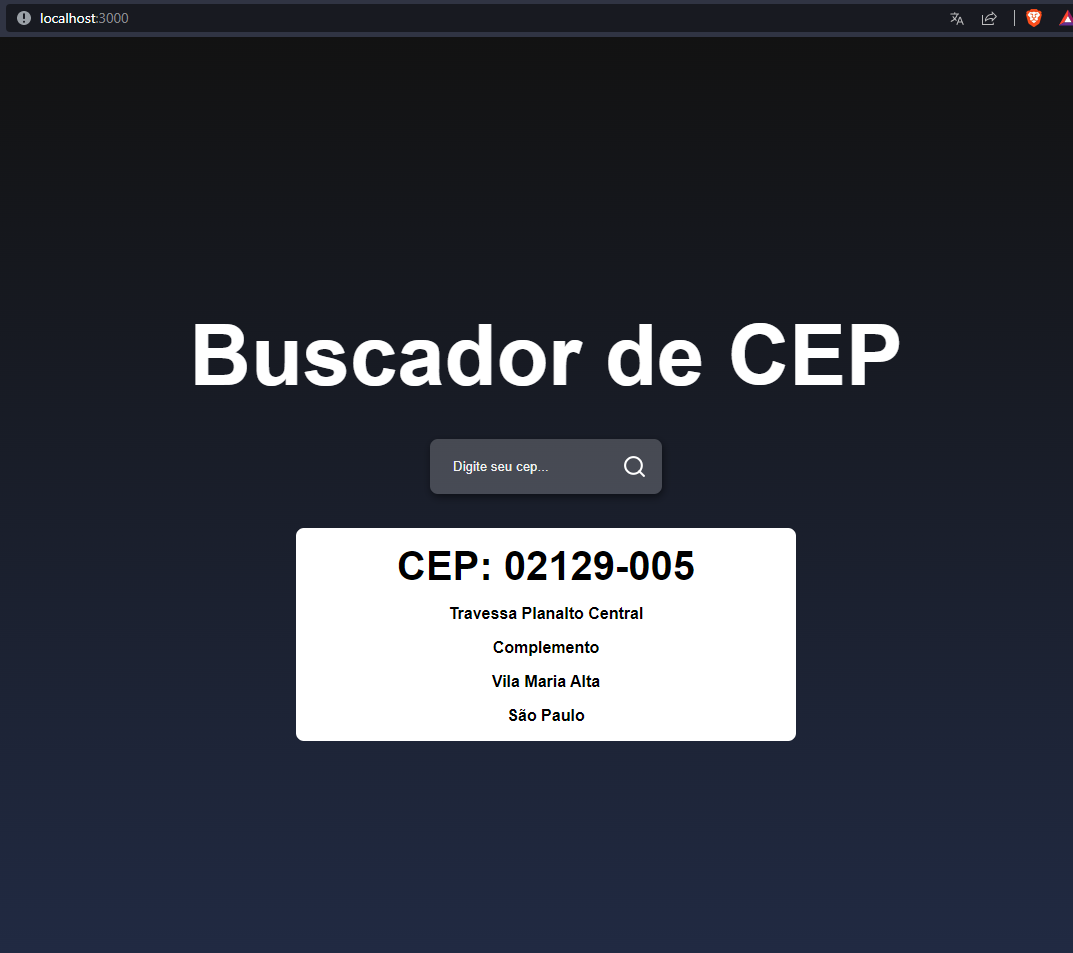 localhost:3000
Buscador de CEP
Digite seu cep...
CEP: 02129-005
Travessa Planalto Central
Complemento
Vila Maria Alta
São Paulo